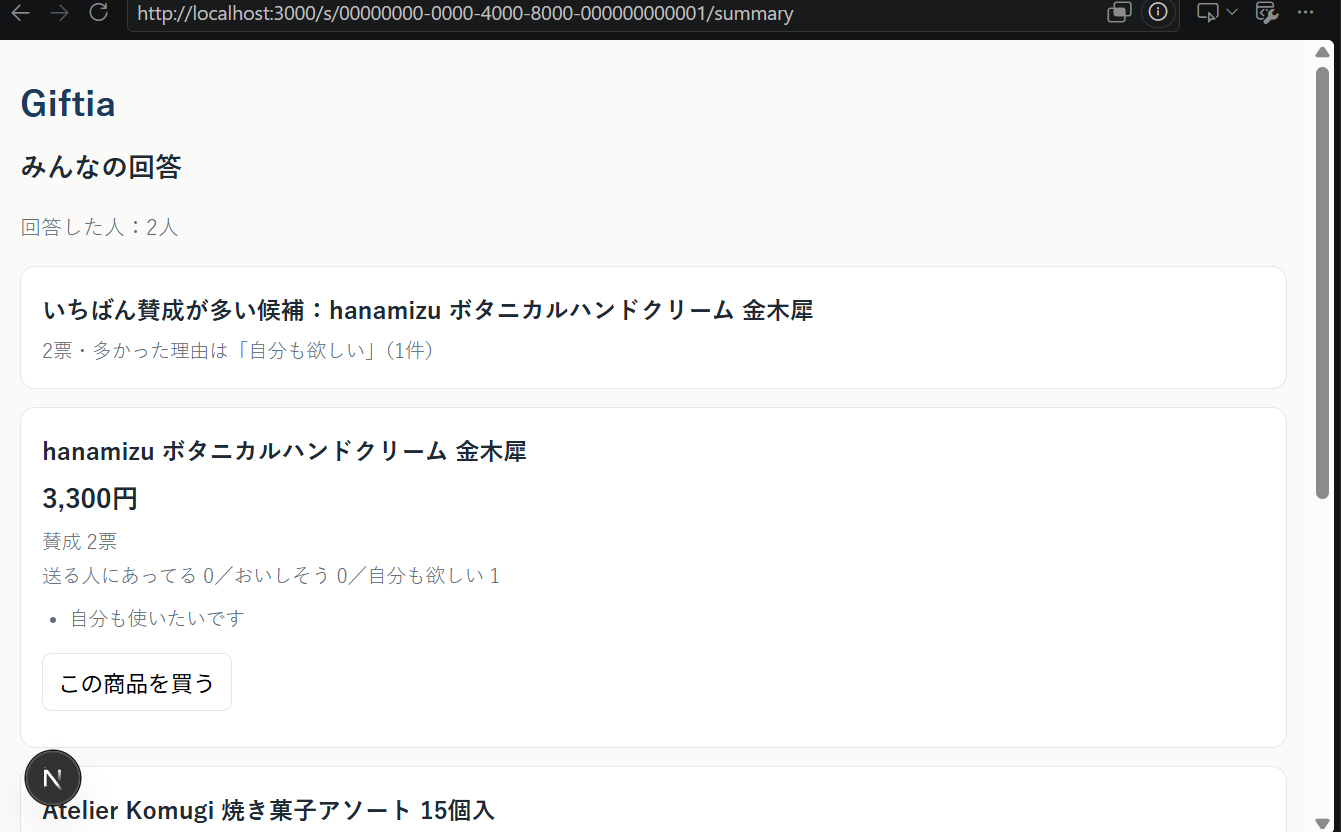 http://localhost:3000/s/00000000-0000-4000-8000-000000000001/summary
Giftia
みんなの回答
回答した人：2人
いちばん賛成が多い候補：hanamizu ボタニカルハンドクリーム 金木犀
2票・多かった理由は「自分も欲しい」（1件）
hanamizu ボタニカルハンドクリーム 金木犀
3,300円
賛成 2票
送る人にあってる 0／おいしそう 0／自分も欲しい 1
• 自分も使いたいです
この商品を買う
N
Atelier Komugi 焼き菓子アソート 15個入